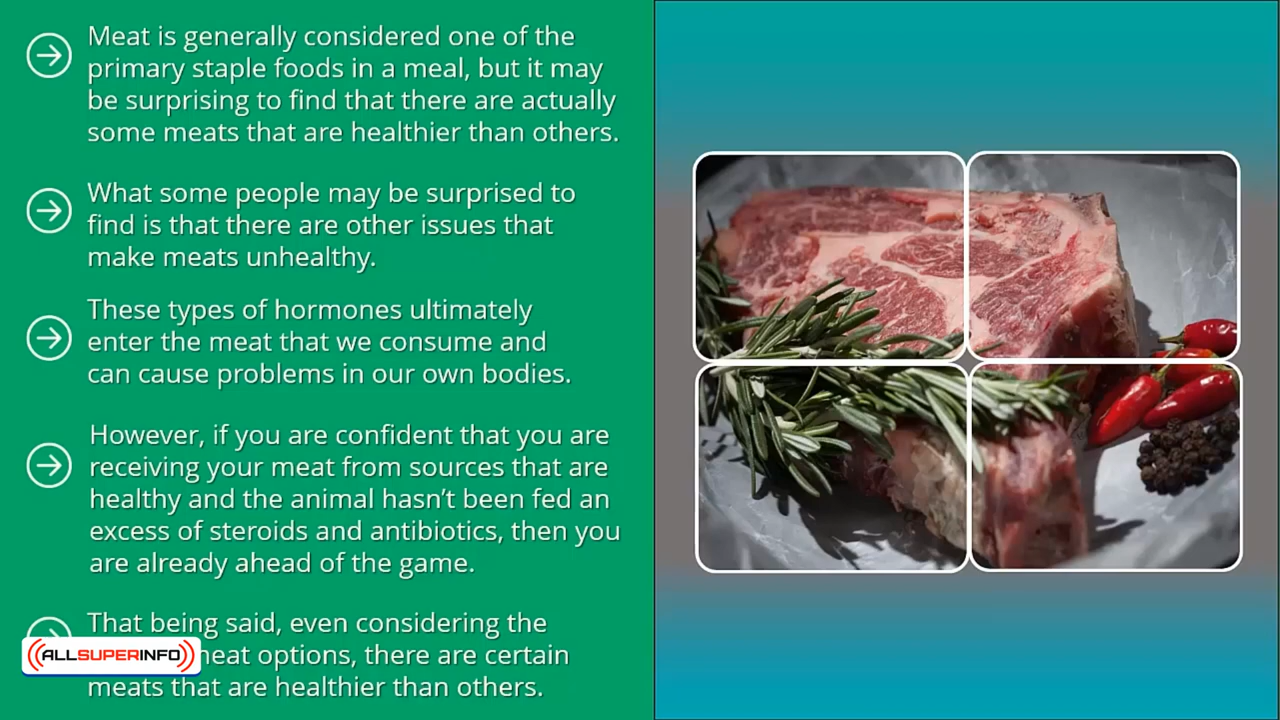 Meat is generally considered one of the
primary staple foods in a meal, but it may
be surprising to find that there are actually
some meats that are healthier than others.
What some people may be surprised to
find is that there are other issues that
make meats unhealthy.
These types of hormones ultimately
enter the meat that we consume and
can cause problems in our own bodies.
However, if you are confident that you are
receiving your meat from sources that are
healthy and the animal hasn't been fed an
excess of steroids and antibiotics, then you
are already ahead of the game.
That being said, even considering the
meat options, there are certain
meats that are healthier than others.
ALLSUPERINFO